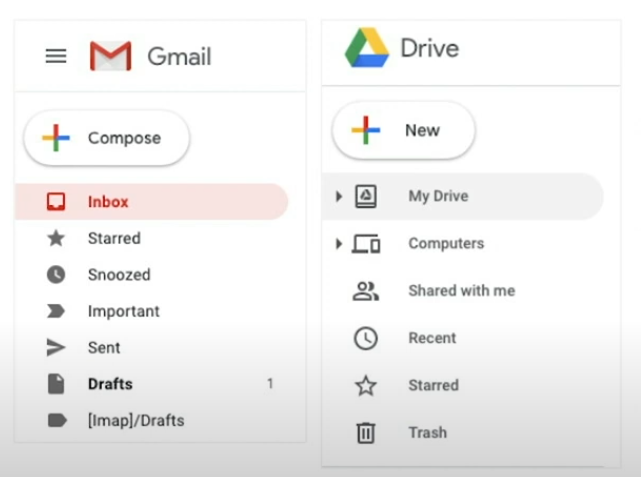 Gmail
Compose
Inbox
Starred
Snoozed
Important
Sent
Drafts 1
[Imap]/Drafts
Drive
New
My Drive
Computers
Shared with me
Recent
Starred
Trash